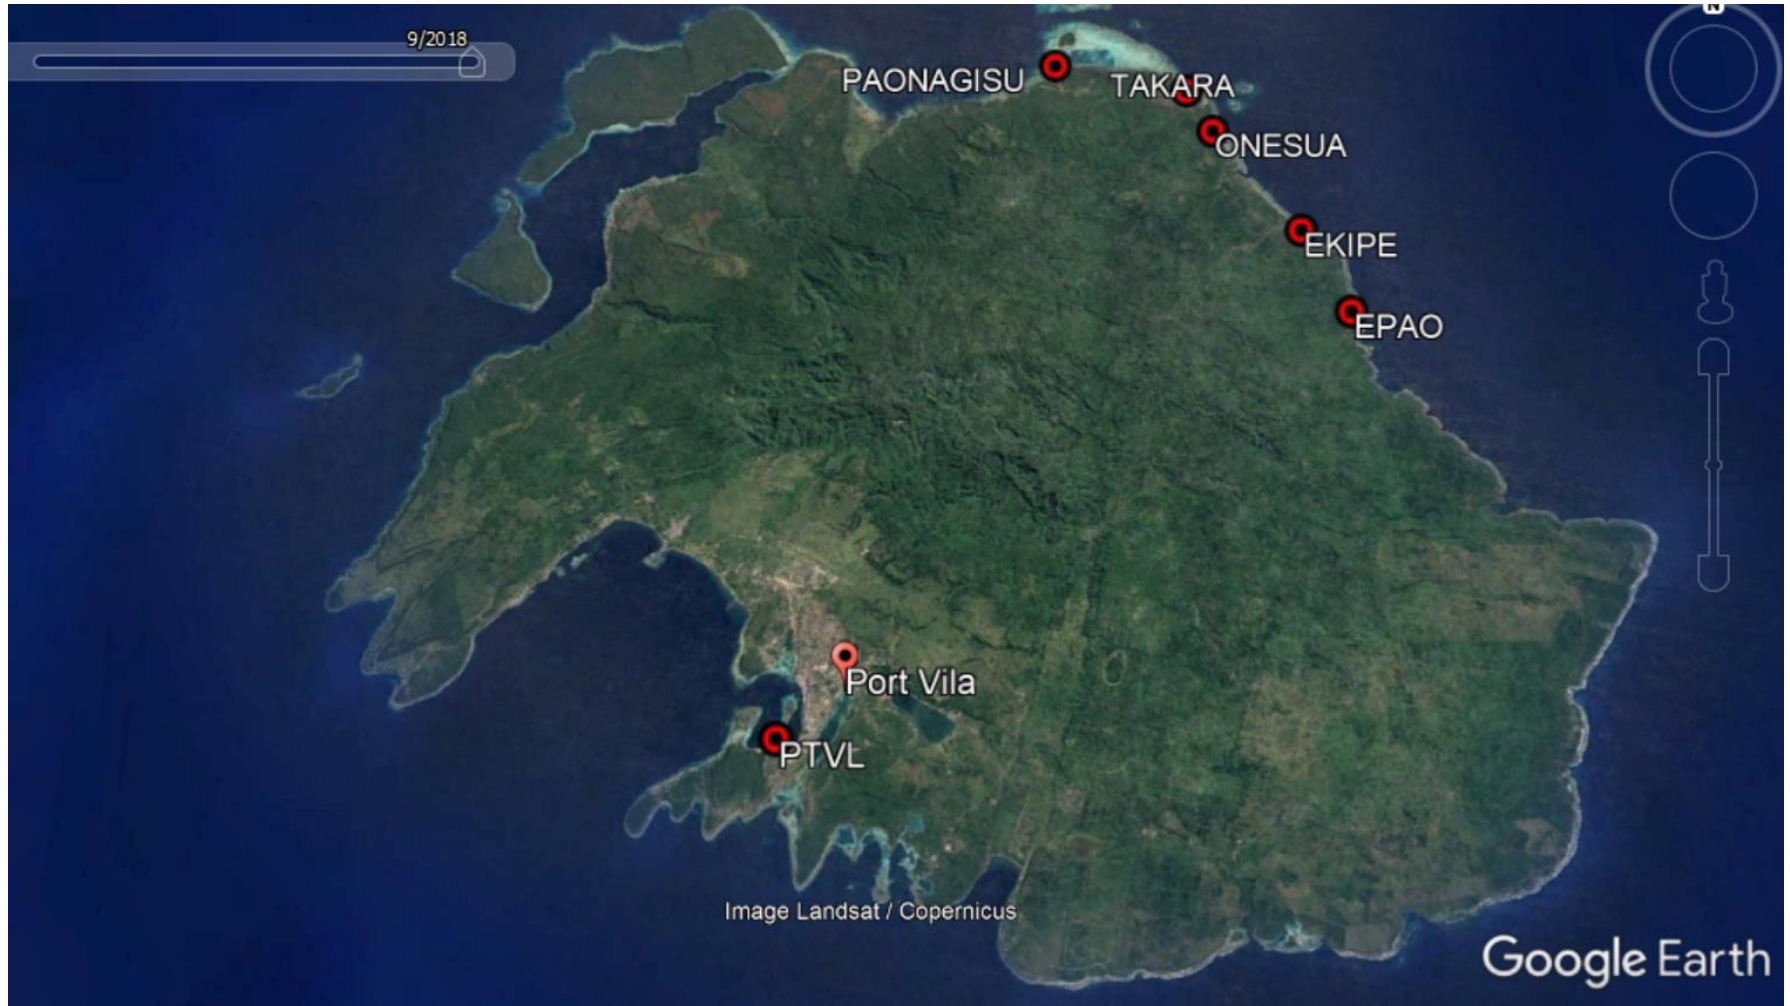 9/2018
N
PAONAGISU
TAKARA
ONESUA
EKIPE
EPAO
Port Vila
PTVL
Image Landsat / Copernicus
Google Earth